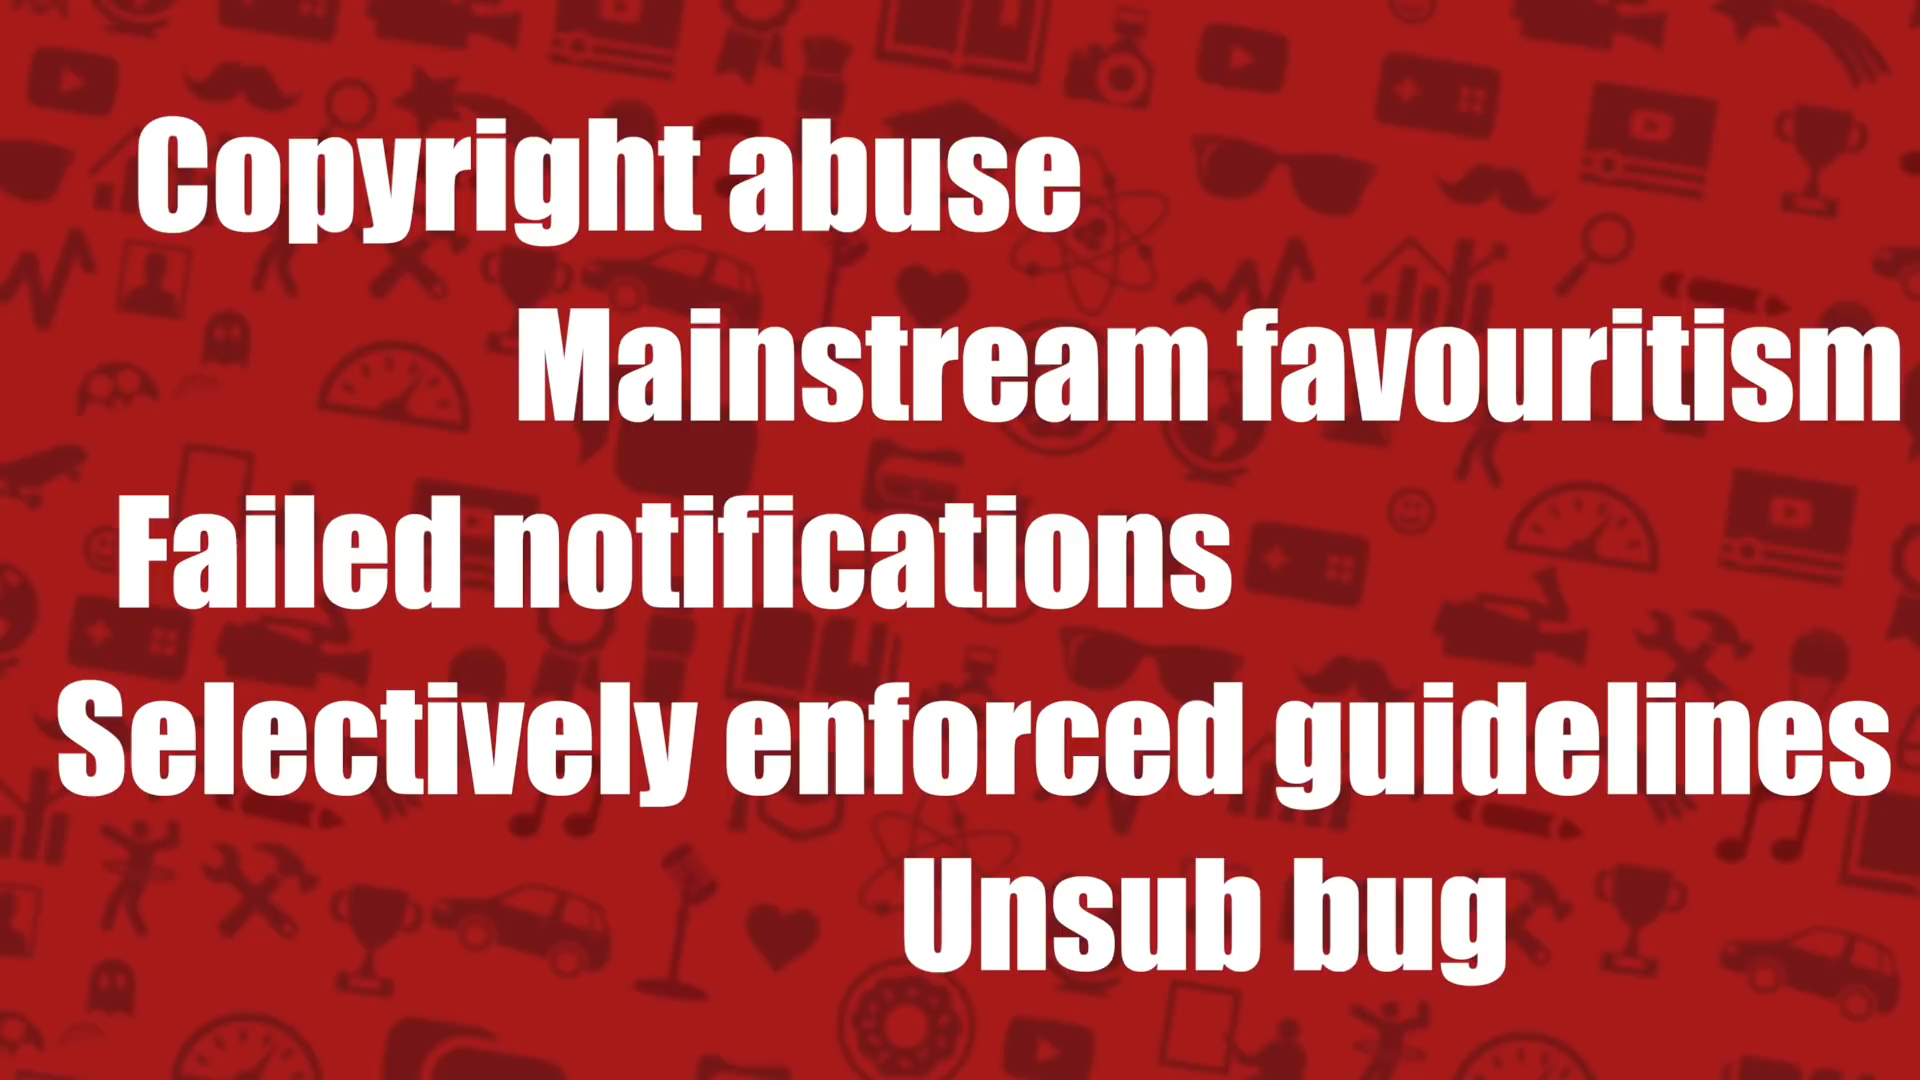 Copyright abuse
Mainstream favouritism
Failed notifications
Selectively enforced guidelines
Unsub bug